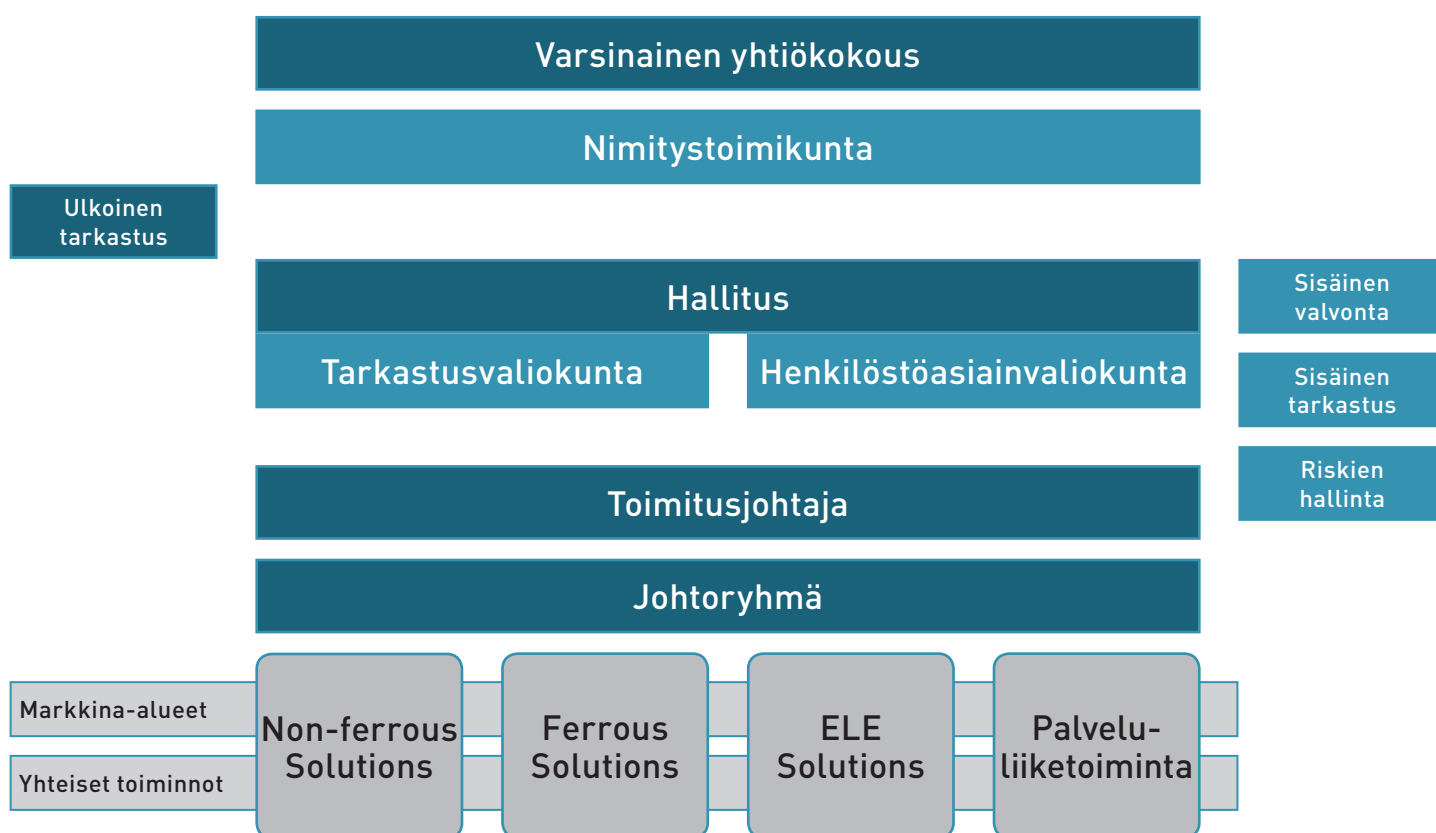 Varsinainen yhtiökokous
Nimitystoimikunta
Ulkoinen
tarkastus
Hallitus
Sisäinen
valvonta
Tarkastusvaliokunta
Henkilöstöasiainvaliokunta
Sisäinen
tarkastus
Riskien
hallinta
Toimitusjohtaja
Johtoryhmä
Markkina-alueet
Yhteiset toiminnot
Non-ferrous
Solutions
Ferrous
Solutions
ELE
Solutions
Palvelu-
liiketoiminta